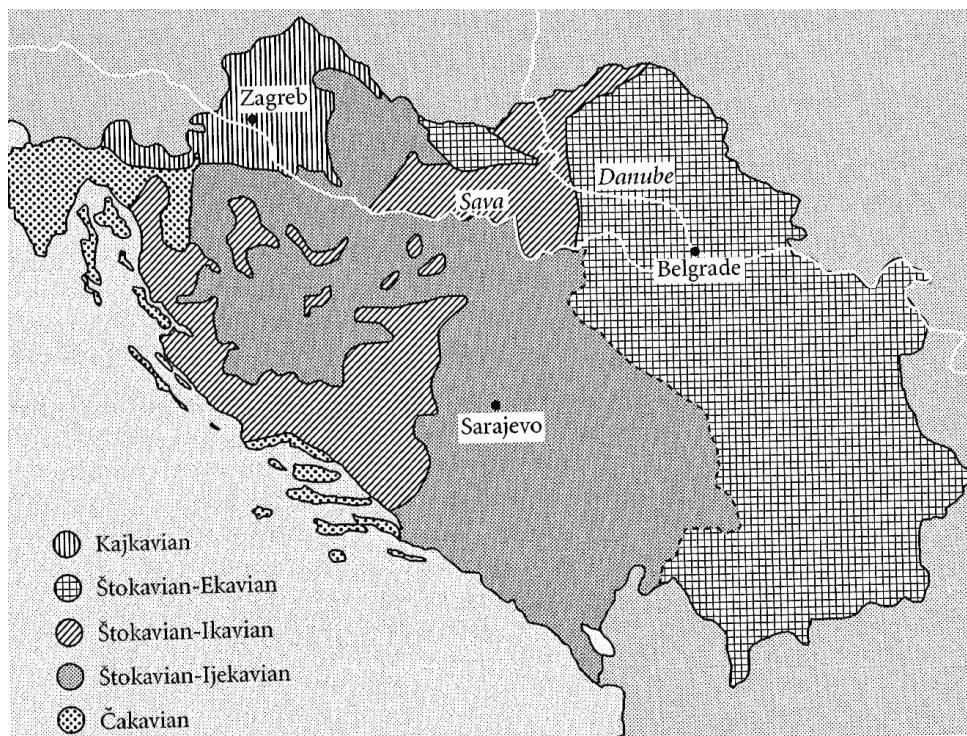 Zagreb
Danube
Sava
Belgrade
Sarajevo
Kajkavian
Štokavian-Ekavian
Štokavian-Ikavian
Štokavian-Ijekavian
Čakavian